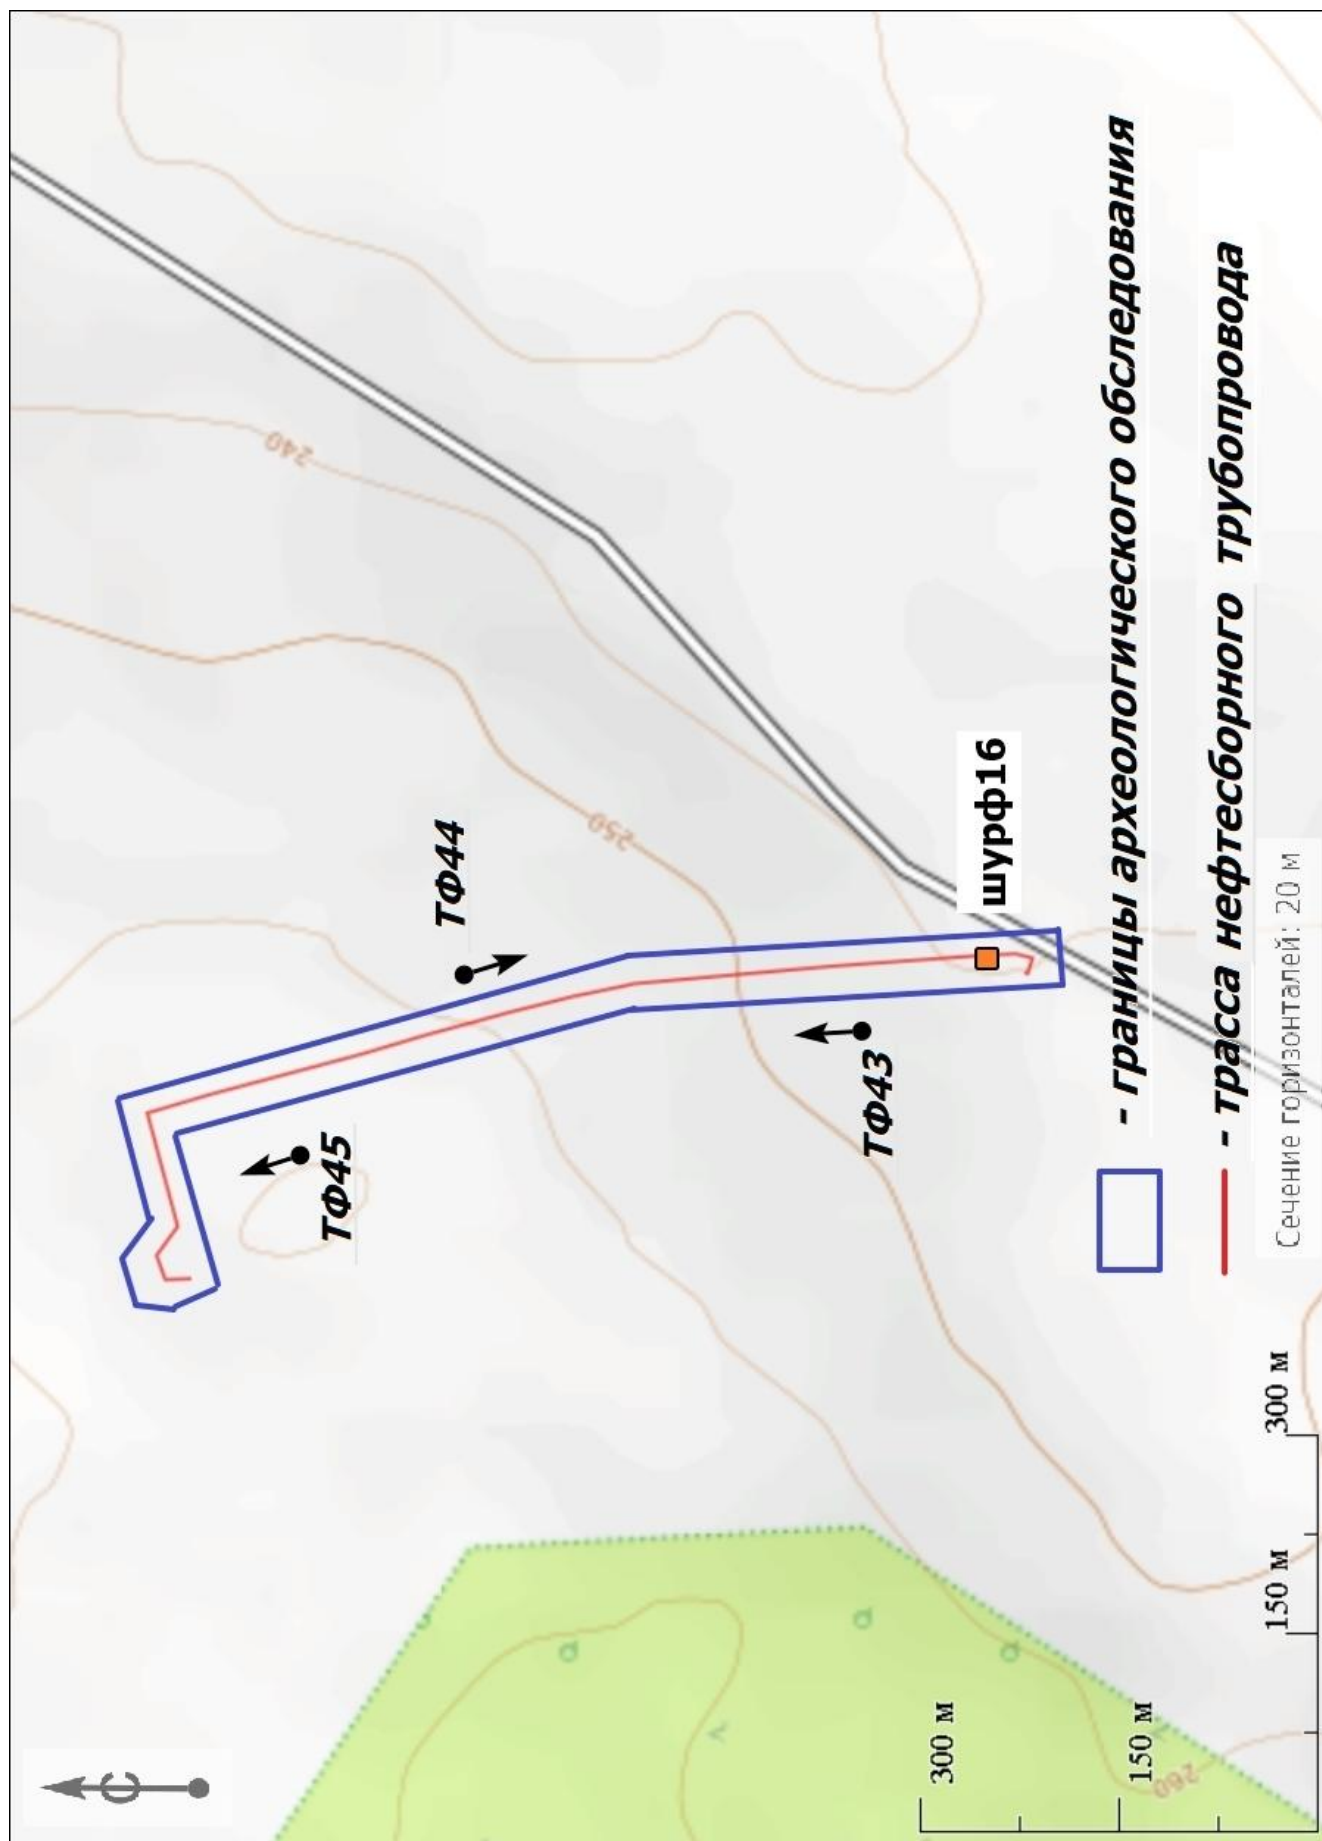 240
250
ТФ44
ТФ45
ТФ43
шурф16
- границы археологического обследования
- трасса нефтесборного трубопровода
Сечение горизонталей: 20 м
С
300 м
150 м
260
150 м
300 м